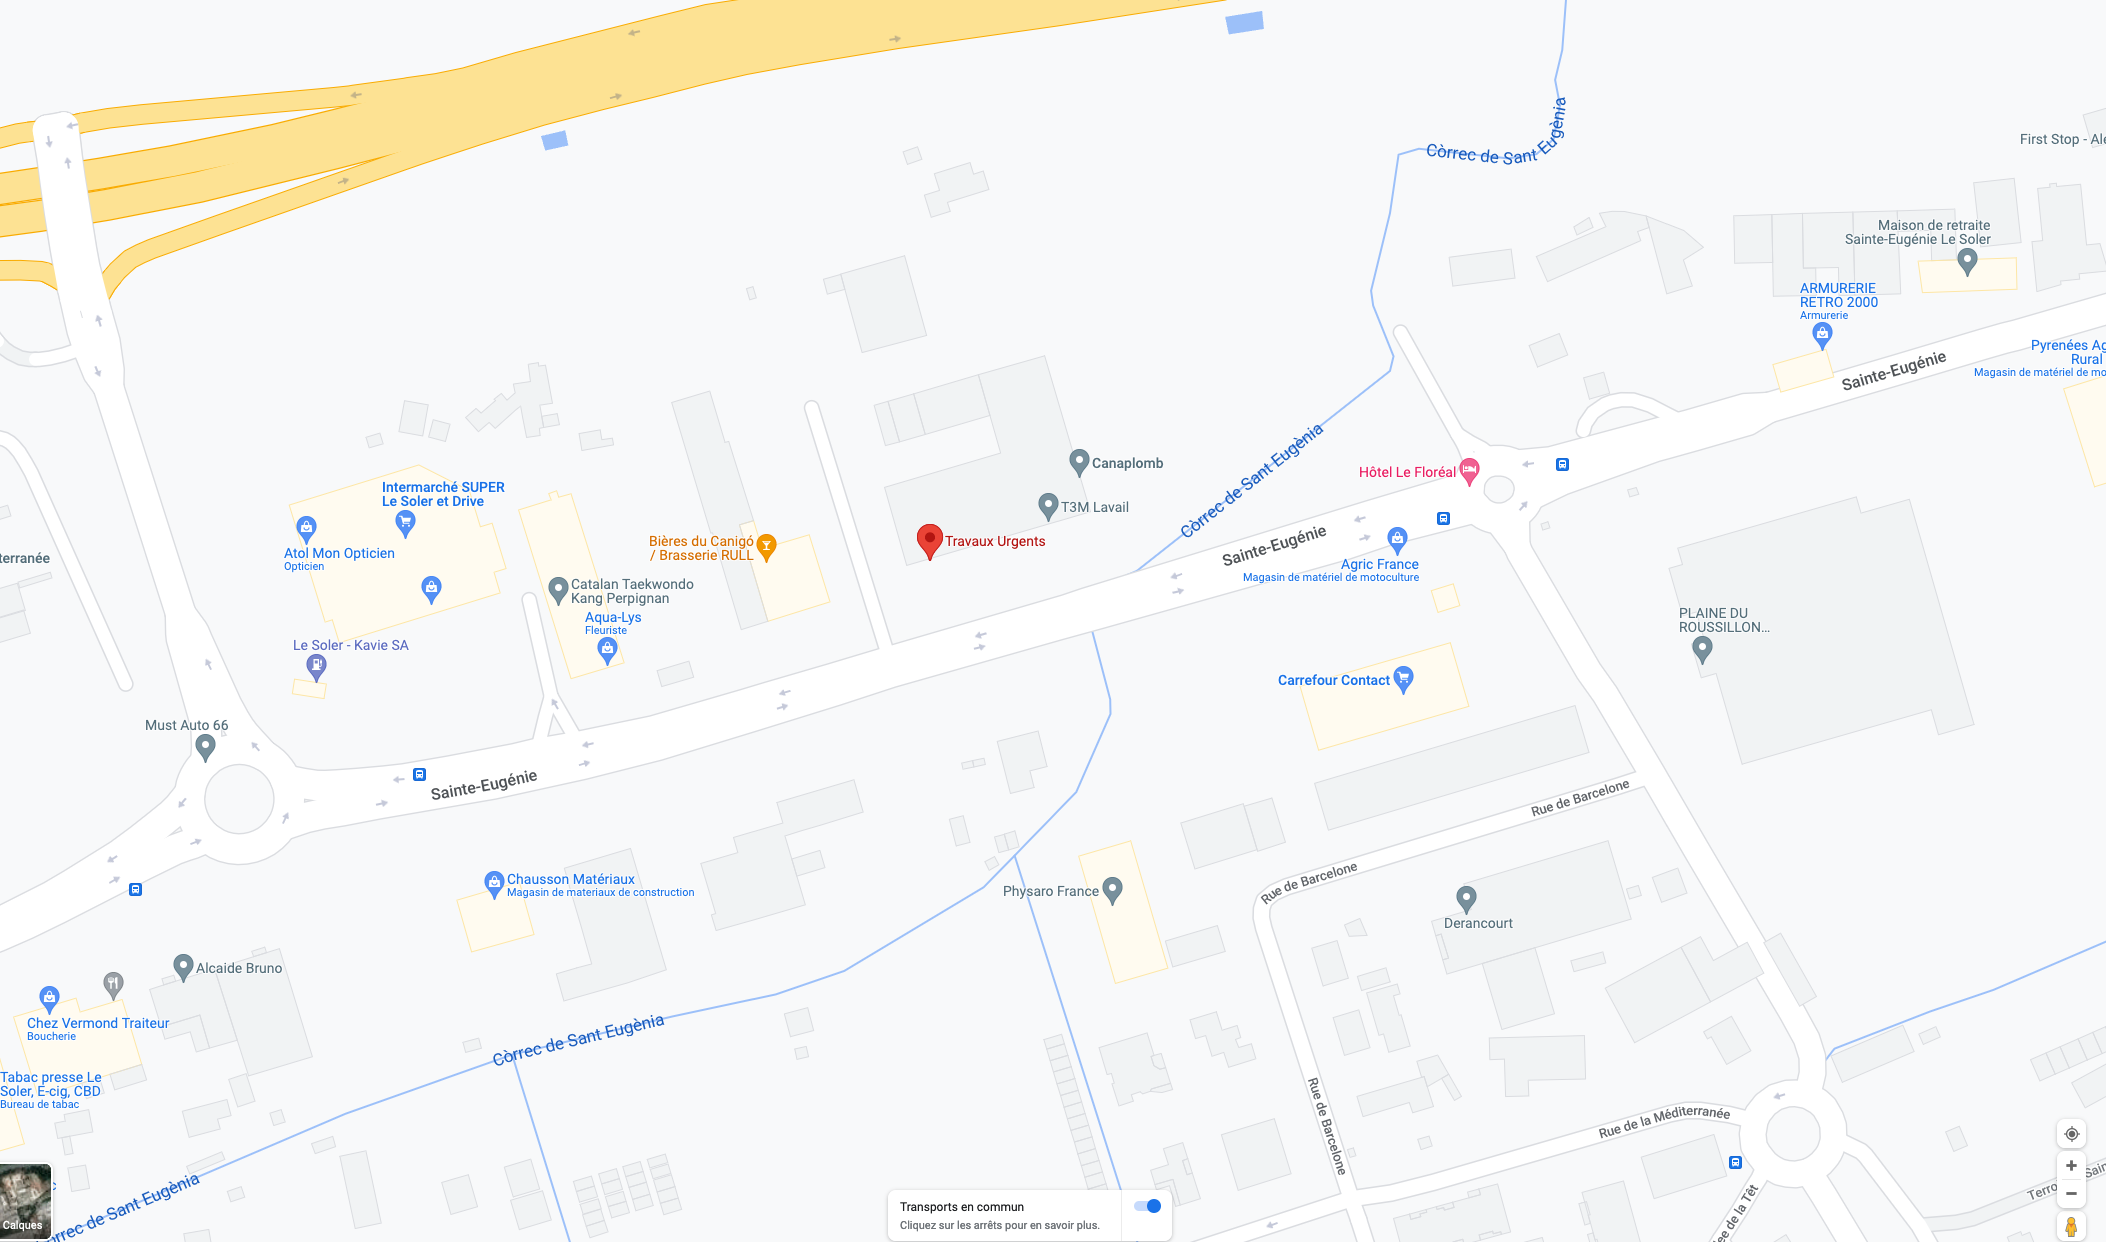 Còrrec de Sant Eugènia
First Stop - Ale
Maison de retraite
Sainte-Eugénie Le Soler
ARMURERIE
RETRO 2000
Armurerie
Pyrenées Ag
Rural
Magasin de matériel de mo
Sainte-Eugénie
Còrrec de Sant Eugènia
Canaplomb
Hôtel Le Floréal
Intermarché SUPER
Le Soler et Drive
T3M Lavail
Atol Mon Opticien
Opticien
terranée
Bières du Canigó
/ Brasserie RULL
Travaux Urgents
Sainte-Eugénie
Agric France
Magasin de matériel de motoculture
Catalan Taekwondo
Kang Perpignan
Aqua-Lys
Fleuriste
PLAINE DU
ROUSSILLON...
Le Soler - Kavie SA
Carrefour Contact
Must Auto 66
Sainte-Eugénie
Rue de Barcelone
Rue de Barcelone
Chausson Matériaux
Magasin de materiaux de construction
Physaro France
Derancourt
Alcaide Bruno
Chez Vermond Traiteur
Boucherie
Còrrec de Sant Eugènia
Tabac presse Le
Soler, E-cig, CBD
Bureau de tabac
Rue de Barcelone
Rue de la Méditerranée
Còrrec de Sant Eugènia
Calques
Transports en commun
Cliquez sur les arrêts pour en savoir plus.
ée de la Têt